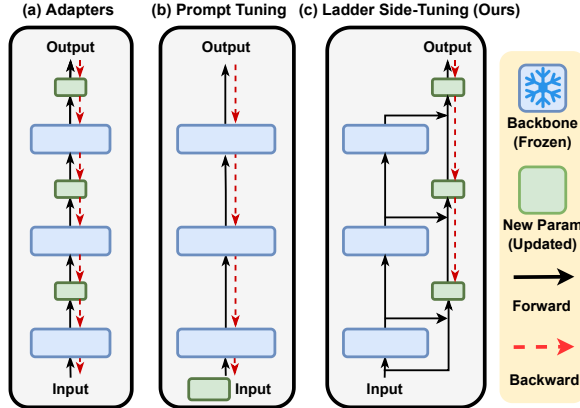 (a) Adapters
Output
Input
(b) Prompt Tuning
Output
Input
(c) Ladder Side-Tuning (Ours)
Output
Input
Backbone
(Frozen)
New Param
(Updated)
Forward
Backward